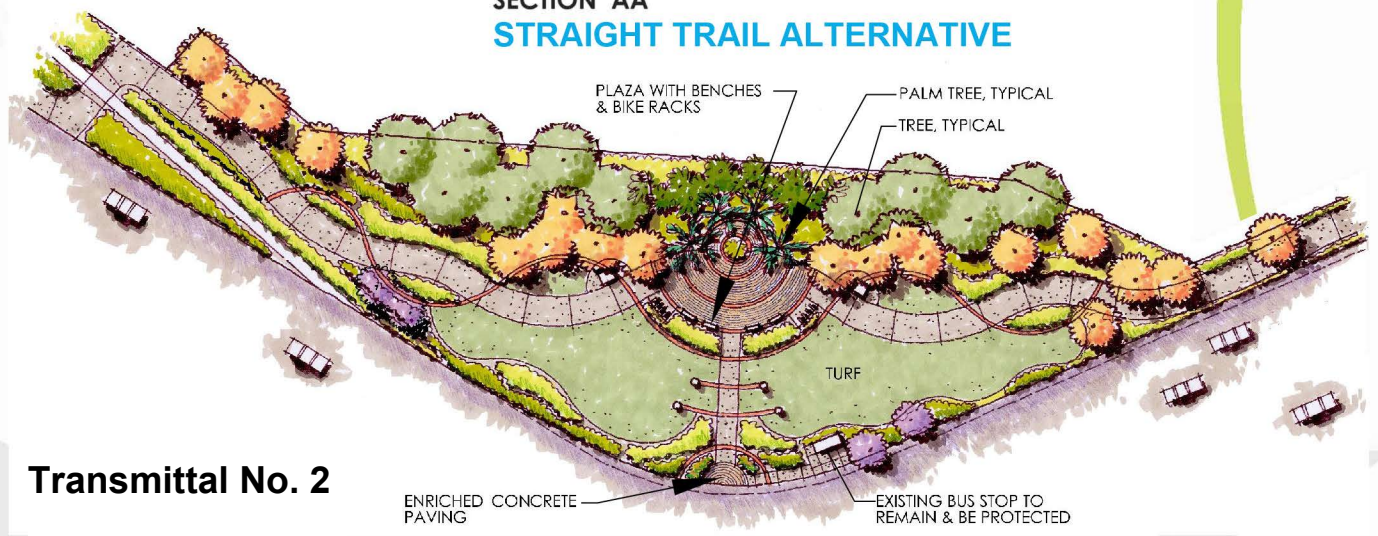 SECTION AA
STRAIGHT TRAIL ALTERNATIVE
PLAZA WITH BENCHES
& BIKE RACKS
PALM TREE, TYPICAL
TREE, TYPICAL
TURF
Transmittal No. 2
ENRICHED CONCRETE
PAVING
EXISTING BUS STOP TO
REMAIN & BE PROTECTED